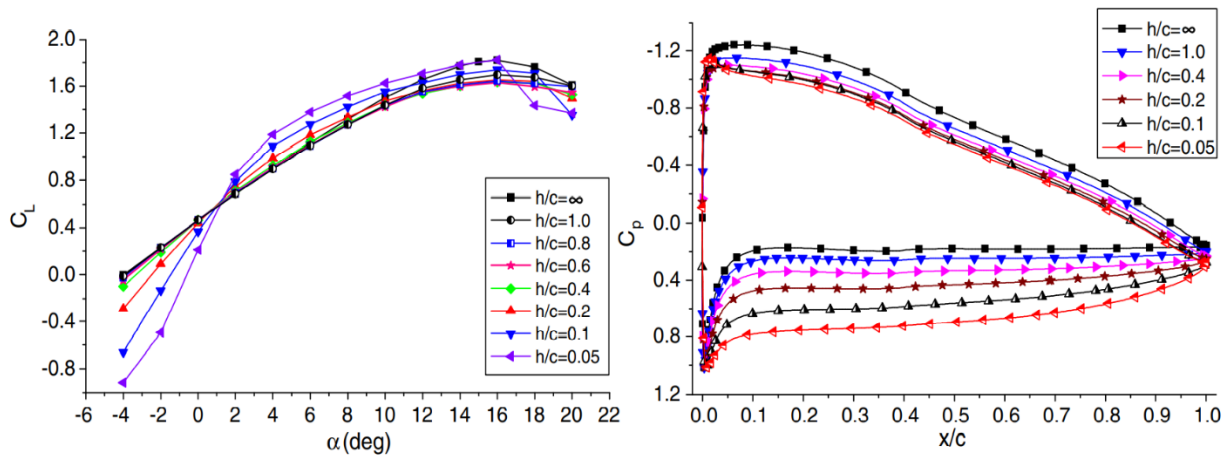 2.0
1.6
1.2
0.8
0.4
0.0
-0.4
-0.8
C_L
-6 -4 -2 0 2 4 6 8 10 12 14 16 18 20 22
α (deg)
h/c=∞
h/c=1.0
h/c=0.8
h/c=0.6
h/c=0.4
h/c=0.2
h/c=0.1
h/c=0.05
-1.2
-0.8
-0.4
0.0
0.4
0.8
1.2
C_p
0.0 0.1 0.2 0.3 0.4 0.5 0.6 0.7 0.8 0.9 1.0
x/c
h/c=∞
h/c=1.0
h/c=0.4
h/c=0.2
h/c=0.1
h/c=0.05